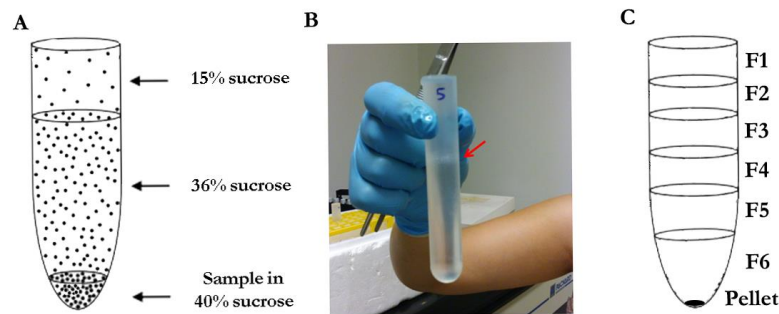 A
15% sucrose
36% sucrose
Sample in
40% sucrose
B
5
C
F1
F2
F3
F4
F5
F6
Pellet